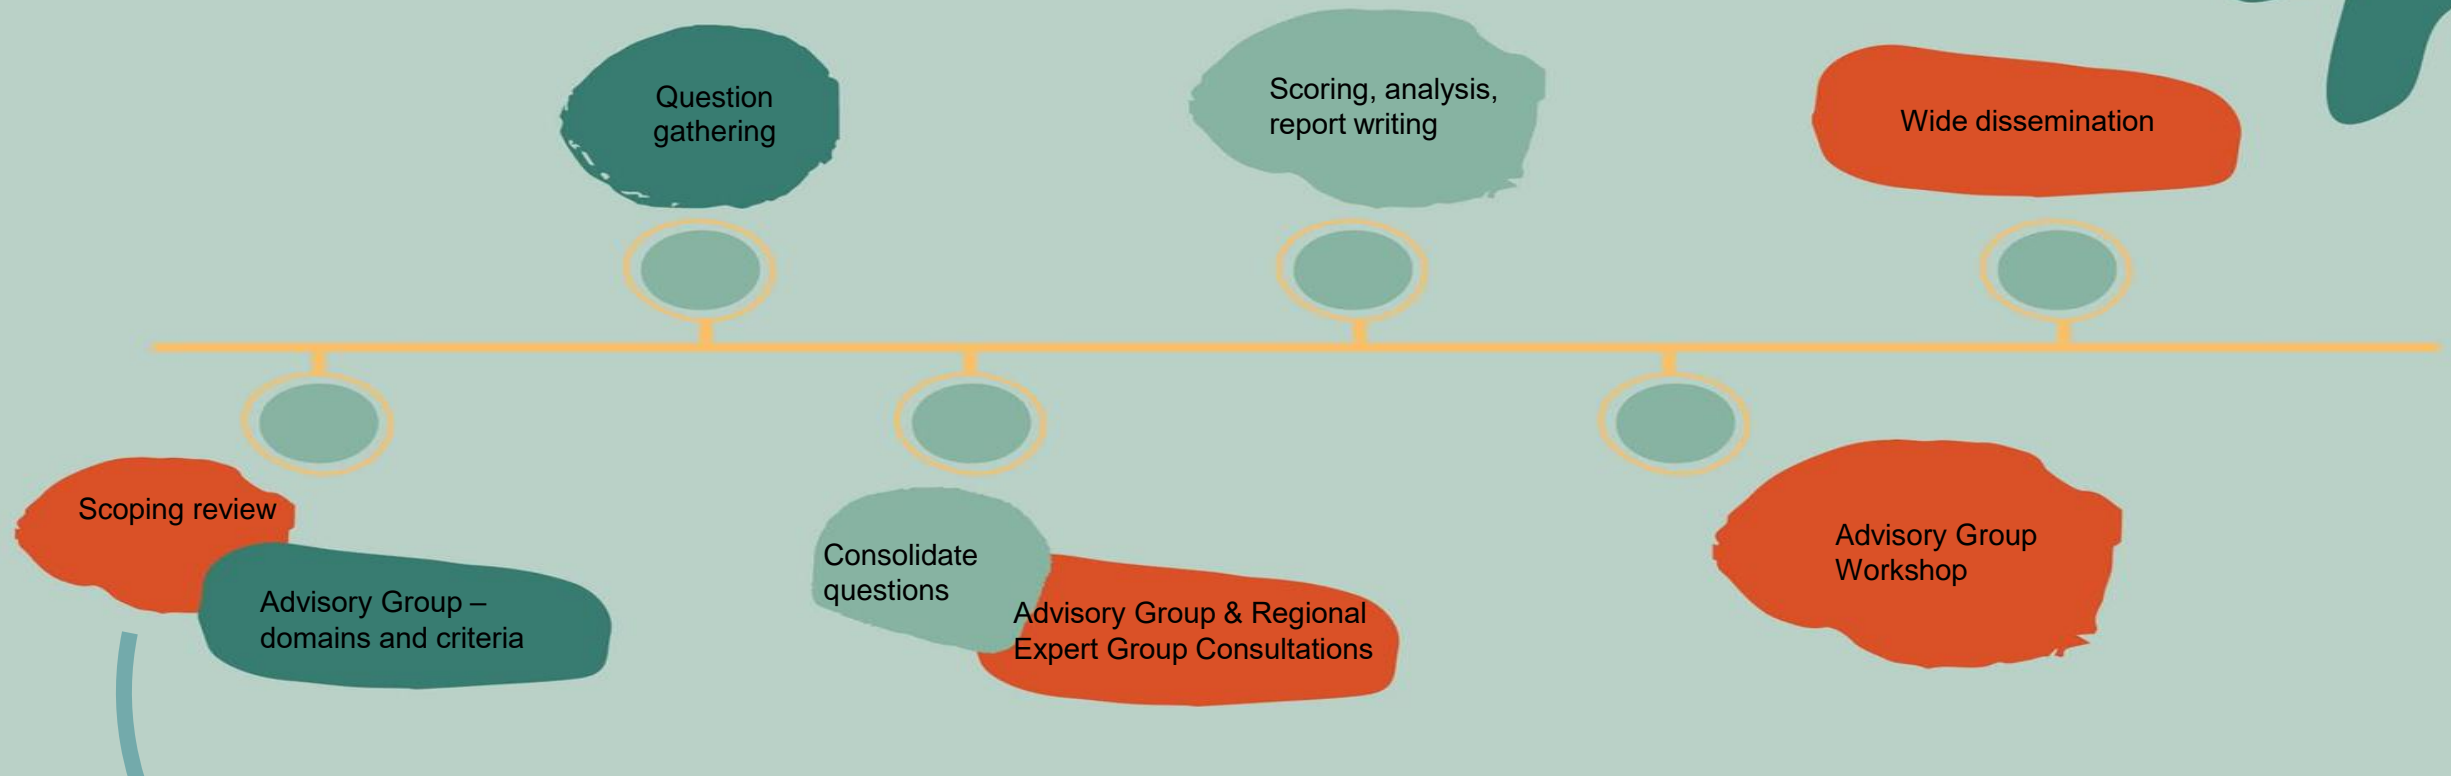 Question
gathering
Scoring, analysis,
report writing
Wide dissemination
Scoping review
Advisory Group –
domains and criteria
Consolidate
questions
Advisory Group & Regional
Expert Group Consultations
Advisory Group
Workshop